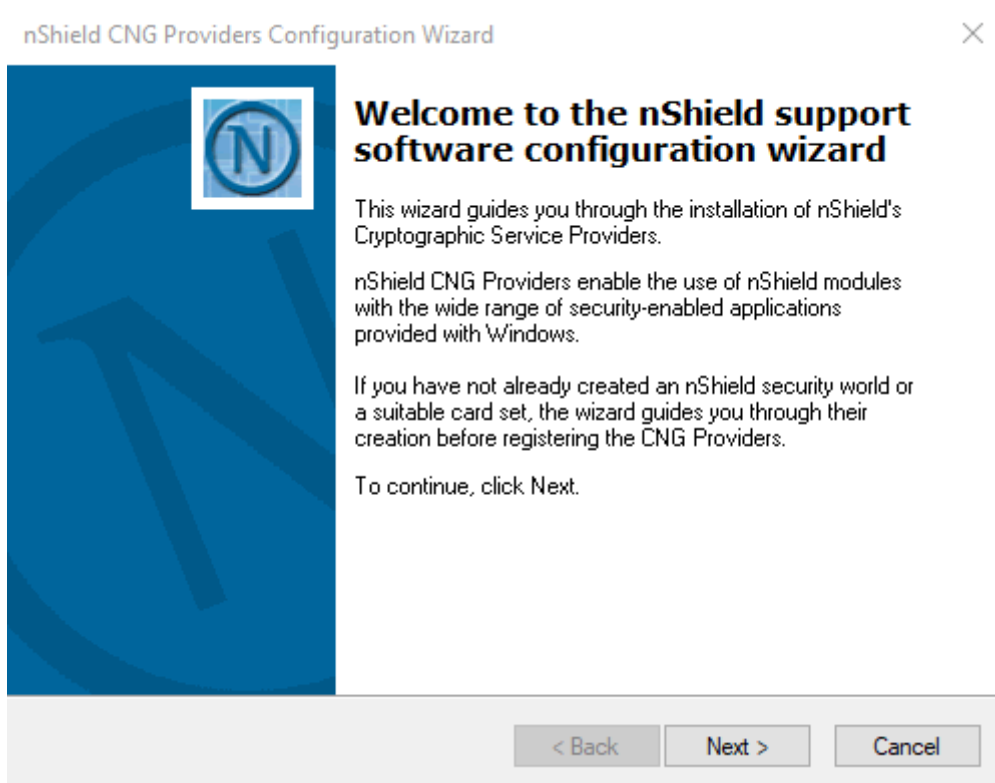 nShield CNG Providers Configuration Wizard
N
Welcome to the nShield support
software configuration wizard
This wizard guides you through the installation of nShield's
Cryptographic Service Providers.
nShield CNG Providers enable the use of nShield modules
with the wide range of security-enabled applications
provided with Windows.
If you have not already created an nShield security world or
a suitable card set, the wizard guides you through their
creation before registering the CNG Providers.
To continue, click Next.
< Back Next > Cancel